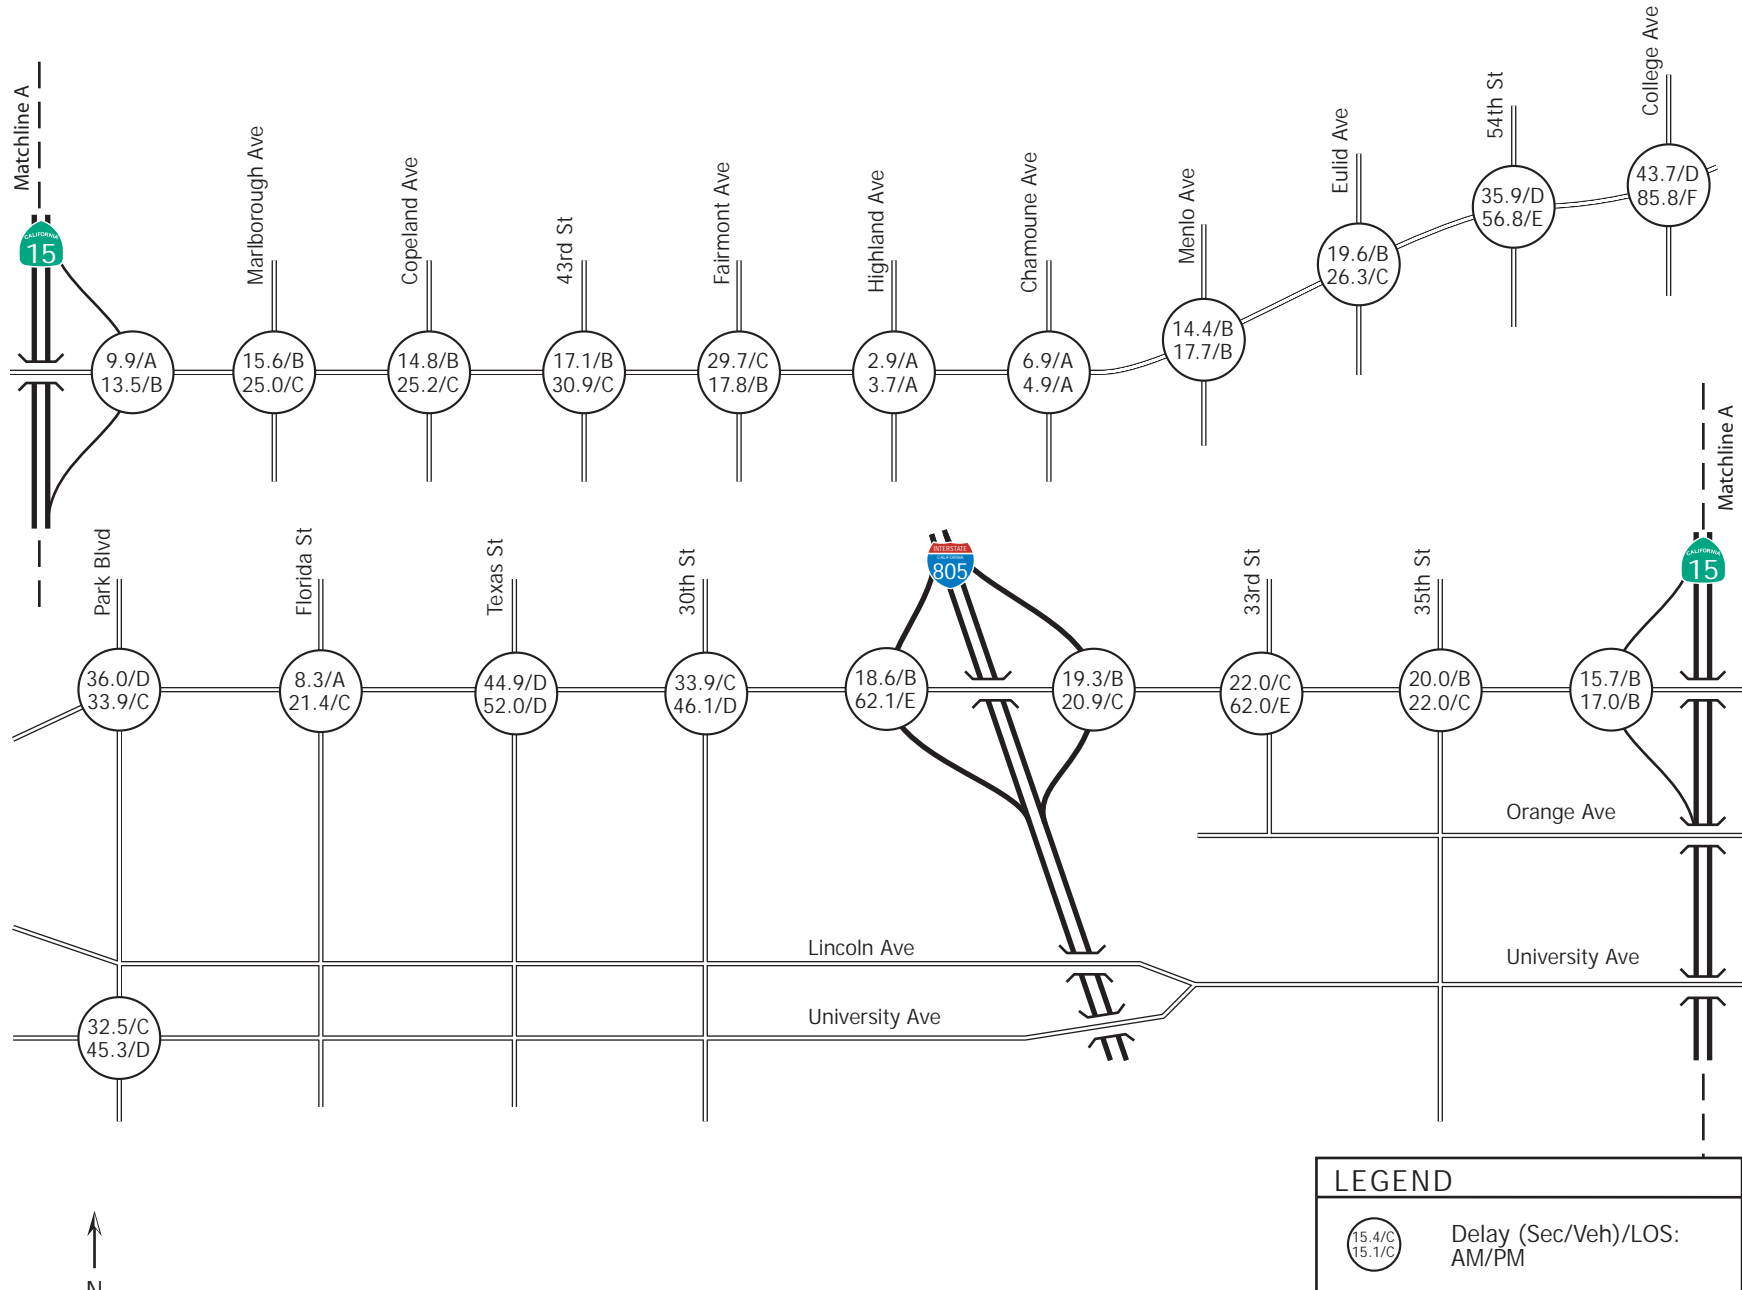 Matchline A
CALIFORNIA
15
Marlborough Ave
Copeland Ave
43rd St
Fairmont Ave
Highland Ave
Chamoune Ave
Menlo Ave
Eulid Ave
54th St
College Ave
9.9/A
13.5/B
15.6/B
25.0/C
14.8/B
25.2/C
17.1/B
30.9/C
29.7/C
17.8/B
2.9/A
3.7/A
6.9/A
4.9/A
14.4/B
17.7/B
19.6/B
26.3/C
35.9/D
56.8/E
43.7/D
85.8/F
Matchline A
Park Blvd
Florida St
Texas St
30th St
INTERSTATE
CALIFORNIA
805
33rd St
35th St
CALIFORNIA
15
36.0/D
33.9/C
8.3/A
21.4/C
44.9/D
52.0/D
33.9/C
46.1/D
18.6/B
62.1/E
19.3/B
20.9/C
22.0/C
62.0/E
20.0/B
22.0/C
15.7/B
17.0/B
Orange Ave
Lincoln Ave
University Ave
University Ave
32.5/C
45.3/D
LEGEND
15.4/C
15.1/C
Delay (Sec/Veh)/LOS:
AM/PM
N